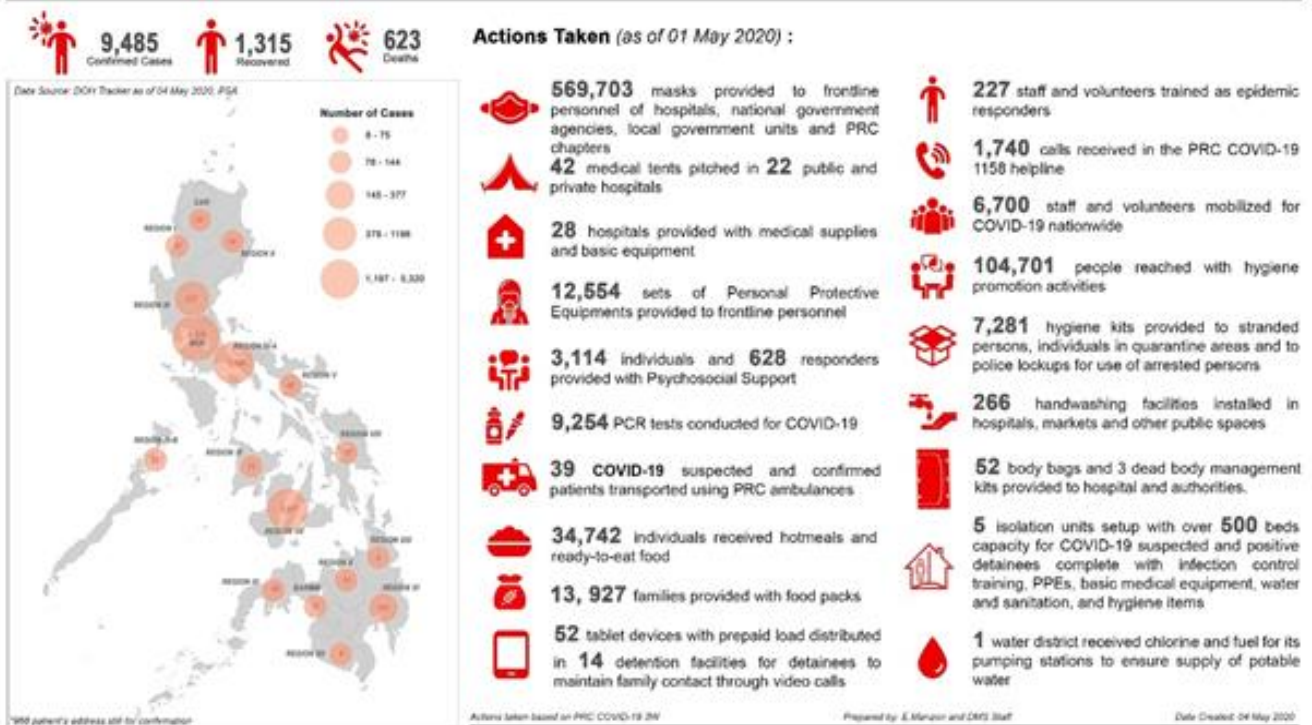 9,485
Confirmed Cases
1,315
Recovered
623
Deaths
Data Source: DOH Tracker as of 04 May 2020, PSA
Number of Cases
8 - 75
76 - 144
145 - 377
378 - 1196
1,197 - 6,320
CAR
REGION I
REGION II
REGION III
REGION IV-A
REGION V
REGION VIII
REGION VI
REGION VII
REGION XIII
REGION X
REGION XI
REGION XII
Actions Taken (as of 01 May 2020) :
569,703 masks provided to frontline
personnel of hospitals, national government
agencies, local government units and PRC
chapters
42 medical tents pitched in 22 public and
private hospitals
28 hospitals provided with medical supplies
and basic equipment
12,554 sets of Personal Protective
Equipments provided to frontline personnel
3,114 individuals and 628 responders
provided with Psychosocial Support
9,254 PCR tests conducted for COVID-19
39 COVID-19 suspected and confirmed
patients transported using PRC ambulances
34,742 individuals received hotmeals and
ready-to-eat food
13, 927 families provided with food packs
52 tablet devices with prepaid load distributed
in 14 detention facilities for detainees to
maintain family contact through video calls
227 staff and volunteers trained as epidemic
responders
1,740 calls received in the PRC COVID-19
1158 helpline
6,700 staff and volunteers mobilized for
COVID-19 nationwide
104,701 people reached with hygiene
promotion activities
7,281 hygiene kits provided to stranded
persons, individuals in quarantine areas and to
police lockups for use of arrested persons
266 handwashing facilities installed in
hospitals, markets and other public spaces
52 body bags and 3 dead body management
kits provided to hospital and authorities.
5 isolation units setup with over 500 beds
capacity for COVID-19 suspected and positive
detainees complete with infection control
training, PPEs, basic medical equipment, water
and sanitation, and hygiene items
1 water district received chlorine and fuel for its
pumping stations to ensure supply of potable
water
patient's address still for confirmation
Actions taken based on PRC COVID-19 3W
Prepared by: E.Manzon and DMS Staff
Date Created: 04 May 2020